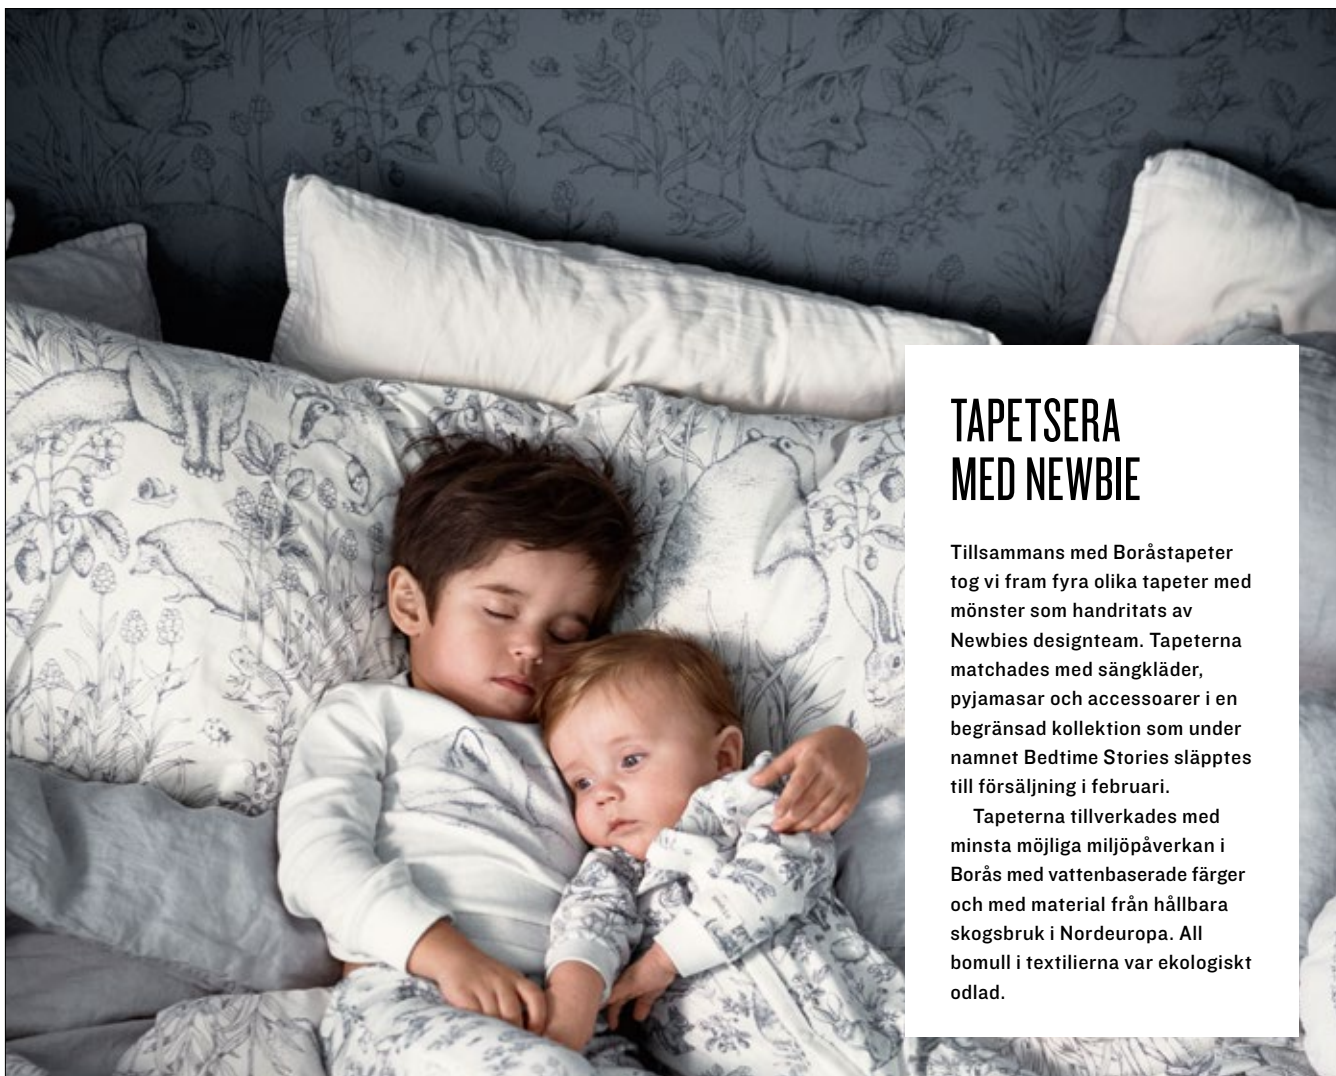 TAPETSERA
MED NEWBIE
Tillsammans med Boråstapeter
tog vi fram fyra olika tapeter med
mönster som handritats av
Newbies designteam. Tapeterna
matchades med sängkläder,
pyjamasar och accessoarer i en
begränsad kollektion som under
namnet Bedtime Stories släpptes
till försäljning i februari.
Tapeterna tillverkades med
minsta möjliga miljöpåverkan i
Borås med vattenbaserade färger
och med material från hållbara
skogsbruk i Nordeuropa. All
bomull i textilierna var ekologiskt
odlad.